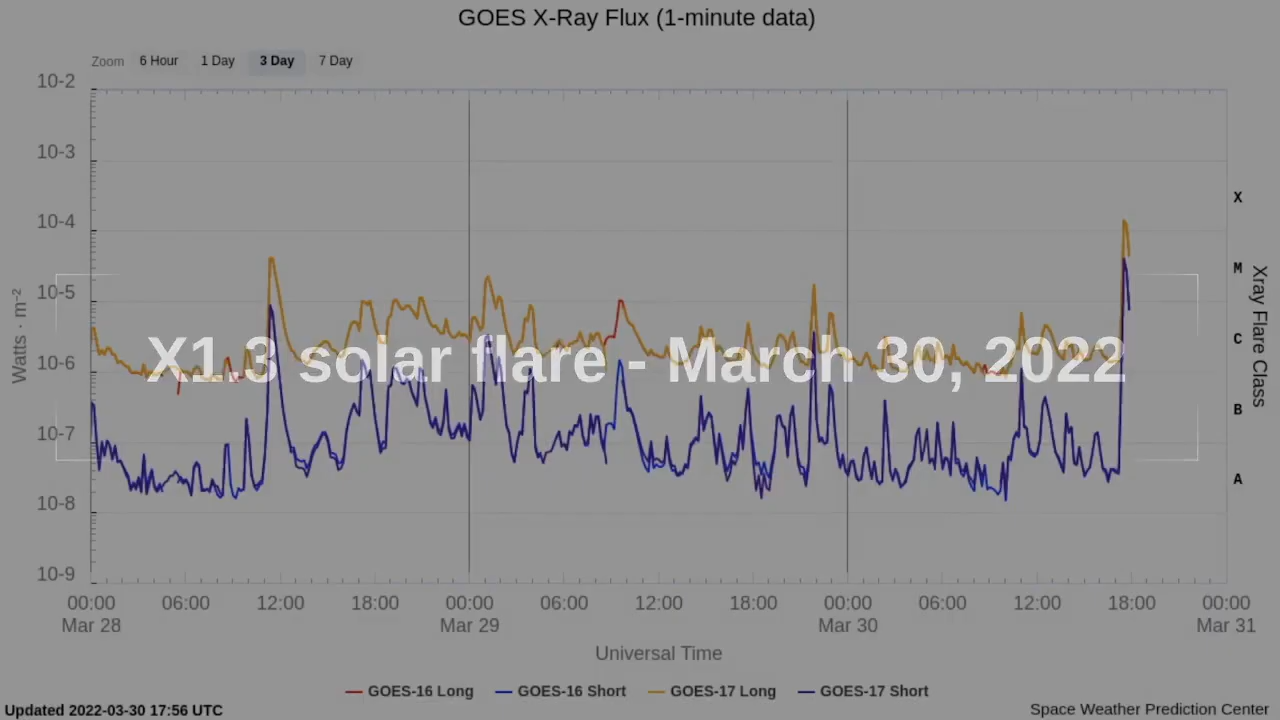 GOES X-Ray Flux (1-minute data)
Zoom 6 Hour 1 Day 3 Day 7 Day
10-2
10-3
10-4
10-5
10-6
10-7
10-8
10-9
Watts · m⁻²
X
M
C
B
A
Xray Flare Class
X1.3 solar flare - March 30, 2022
00:00 06:00 12:00 18:00 00:00 06:00 12:00 18:00 00:00 06:00 12:00 18:00 00:00
Mar 28 Mar 29 Mar 30 Mar 31
Universal Time
GOES-16 Long GOES-16 Short GOES-17 Long GOES-17 Short
Updated 2022-03-30 17:56 UTC
Space Weather Prediction Center